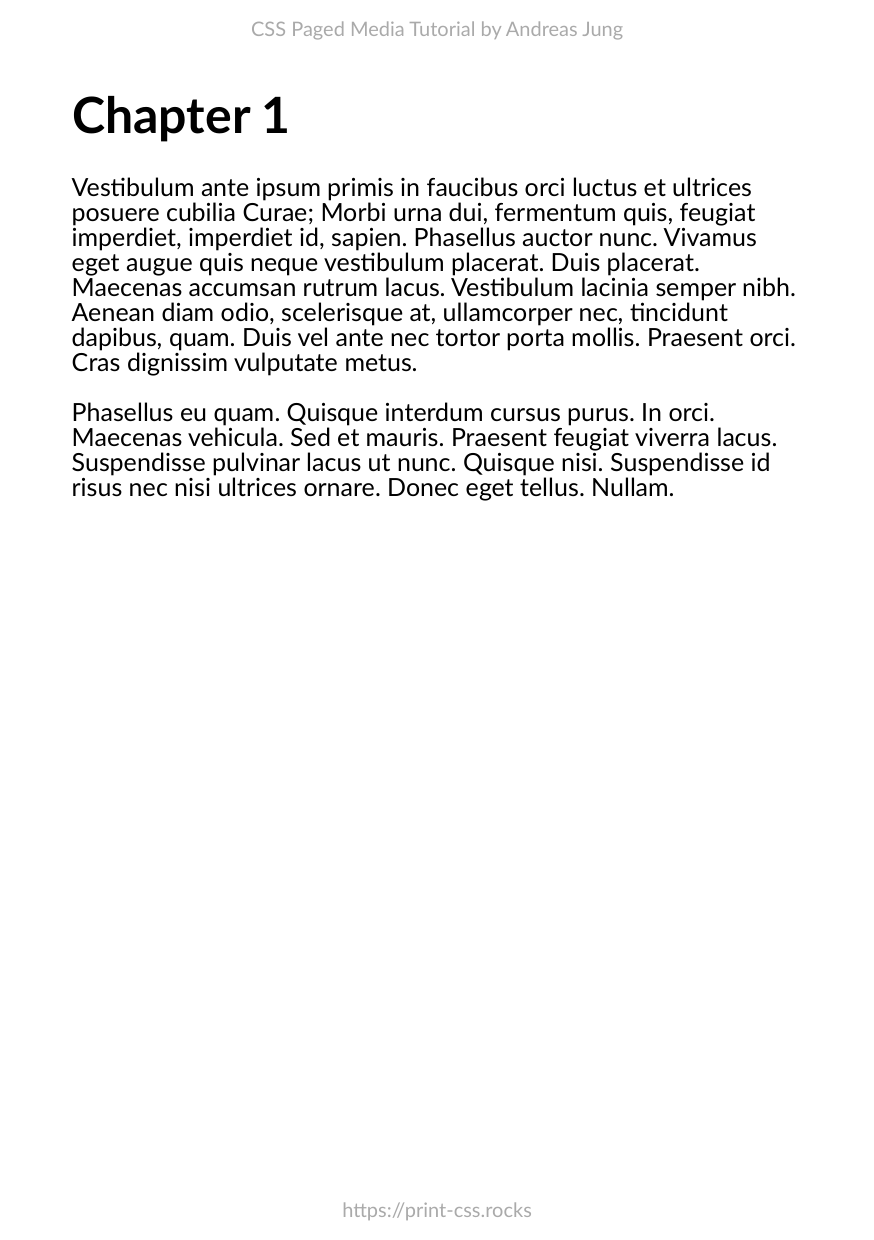 CSS Paged Media Tutorial by Andreas Jung
Chapter 1
Vestibulum ante ipsum primis in faucibus orci luctus et ultrices
posuere cubilia Curae; Morbi urna dui, fermentum quis, feugiat
imperdiet, imperdiet id, sapien. Phasellus auctor nunc. Vivamus
eget augue quis neque vestibulum placerat. Duis placerat.
Maecenas accumsan rutrum lacus. Vestibulum lacinia semper nibh.
Aenean diam odio, scelerisque at, ullamcorper nec, tincidunt
dapibus, quam. Duis vel ante nec tortor porta mollis. Praesent orci.
Cras dignissim vulputate metus.
Phasellus eu quam. Quisque interdum cursus purus. In orci.
Maecenas vehicula. Sed et mauris. Praesent feugiat viverra lacus.
Suspendisse pulvinar lacus ut nunc. Quisque nisi. Suspendisse id
risus nec nisi ultrices ornare. Donec eget tellus. Nullam.
https://print-css.rocks